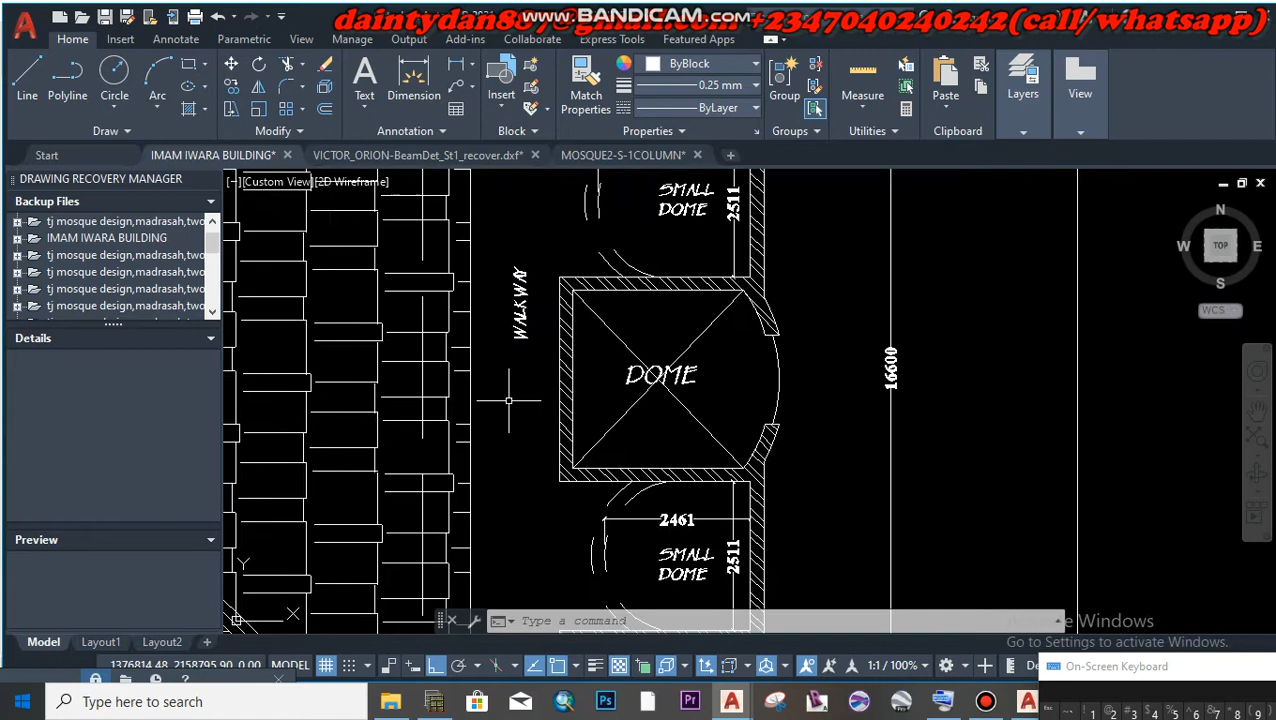 WWW.BANDICAM.COM
+2347040240242(call/whatsapp)
Home Insert Annotate Parametric View Manage Output Add-ins Collaborate Express Tools Featured Apps
Line Polyline Circle Arc Text Dimension Insert Match Properties ByBlock 0.25 mm ByLayer Group Measure Paste Layers View
Draw Modify Annotation Block Properties Groups Utilities Clipboard
Start IMAM IWARA BUILDING* VICTOR_ORION-BeamDet_St1_recover.dxf* MOSQUE2-S-1COLUMN*
DRAWING RECOVERY MANAGER
Backup Files
tj mosque design,madrasah,two
IMAM IWARA BUILDING
tj mosque design,madrasah,two
tj mosque design,madrasah,two
tj mosque design,madrasah,two
tj mosque design,madrasah,two
Details
Preview
[−][Custom View][2D Wireframe]
SMALL
DOME
2511
WALKWAY
DOME
16600
2461
SMALL
DOME
2511
N
W TOP E
S
WCS
Y
X
Type a command
Windows
Go to Settings to activate Windows.
Model Layout1 Layout2
1376814.48, 2158795.90, 0.00 MODEL 1:1 / 100%
On-Screen Keyboard
Type here to search